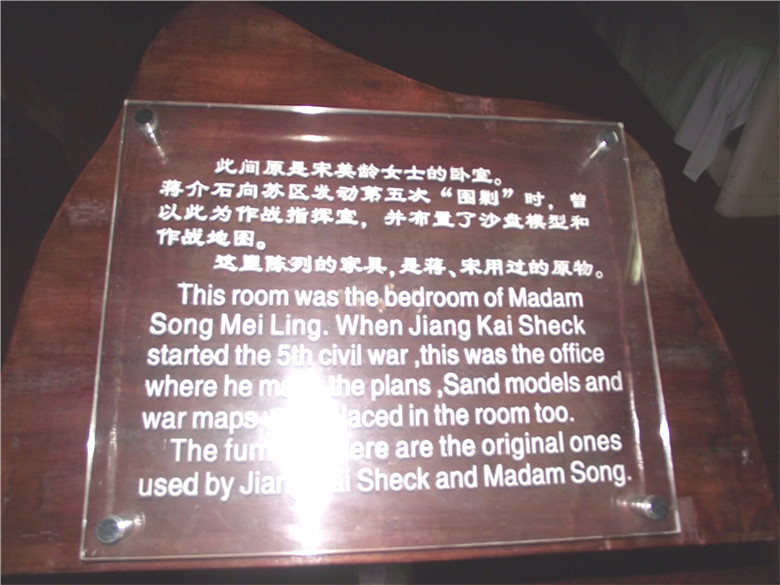 此间原是宋美龄女士的卧室。
蒋介石向苏区发动第五次“围剿”时，曾
以此为作战指挥室，并布置了沙盘模型和
作战地图。
这里陈列的家具，是蒋、宋用过的原物。
This room was the bedroom of Madam
Song Mei Ling. When Jiang Kai Sheck
started the 5th civil war ,this was the office
where he the plans ,Sand models and
war maps placed in the room too.
The are the original ones
used by Jiang Kai Sheck and Madam Song.